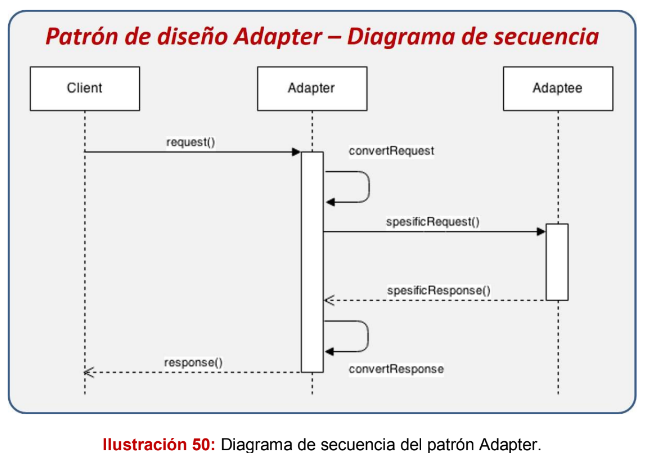 Patrón de diseño Adapter – Diagrama de secuencia
Client
Adapter
Adaptee
request()
convertRequest
spesificRequest()
spesificResponse()
response()
convertResponse
Ilustración 50: Diagrama de secuencia del patrón Adapter.